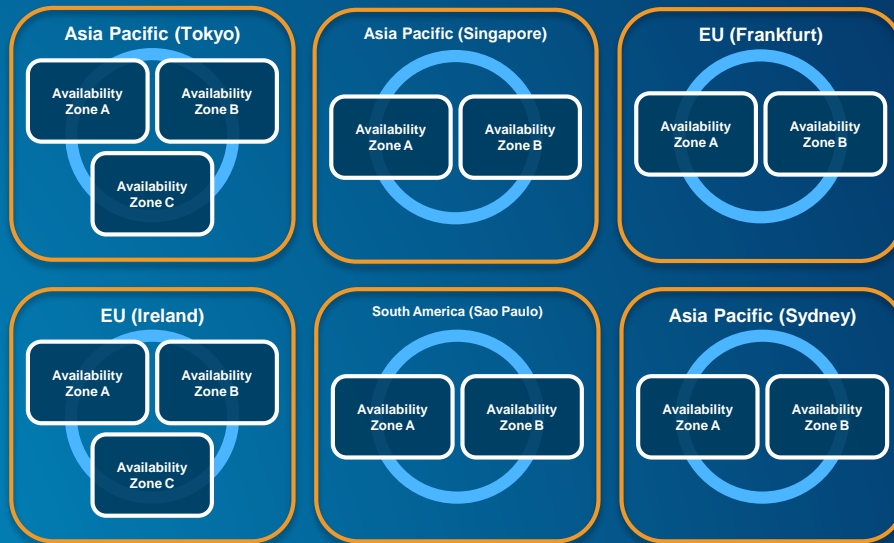 Asia Pacific (Tokyo)
Availability
Zone A
Availability
Zone B
Availability
Zone C
Asia Pacific (Singapore)
Availability
Zone A
Availability
Zone B
EU (Frankfurt)
Availability
Zone A
Availability
Zone B
EU (Ireland)
Availability
Zone A
Availability
Zone B
Availability
Zone C
South America (Sao Paulo)
Availability
Zone A
Availability
Zone B
Asia Pacific (Sydney)
Availability
Zone A
Availability
Zone B